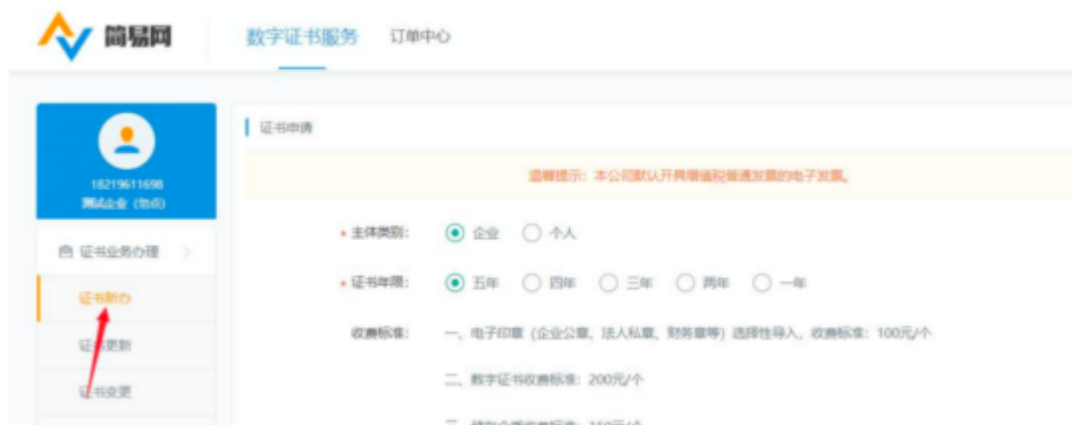 简易网
数字证书服务 订单中心
18219611698
测试企业（勿点）
证书业务办理
证书新办
证书更新
证书变更
证书申请
温馨提示：本公司默认开具增值税普通发票的电子发票。
* 主体类别： 企业 个人
* 证书年限： 五年 四年 三年 两年 一年
收费标准： 一、电子印章（企业公章、法人私章、财务章等）选择性导入，收费标准：100元/个
二、数字证书收费标准：200元/个